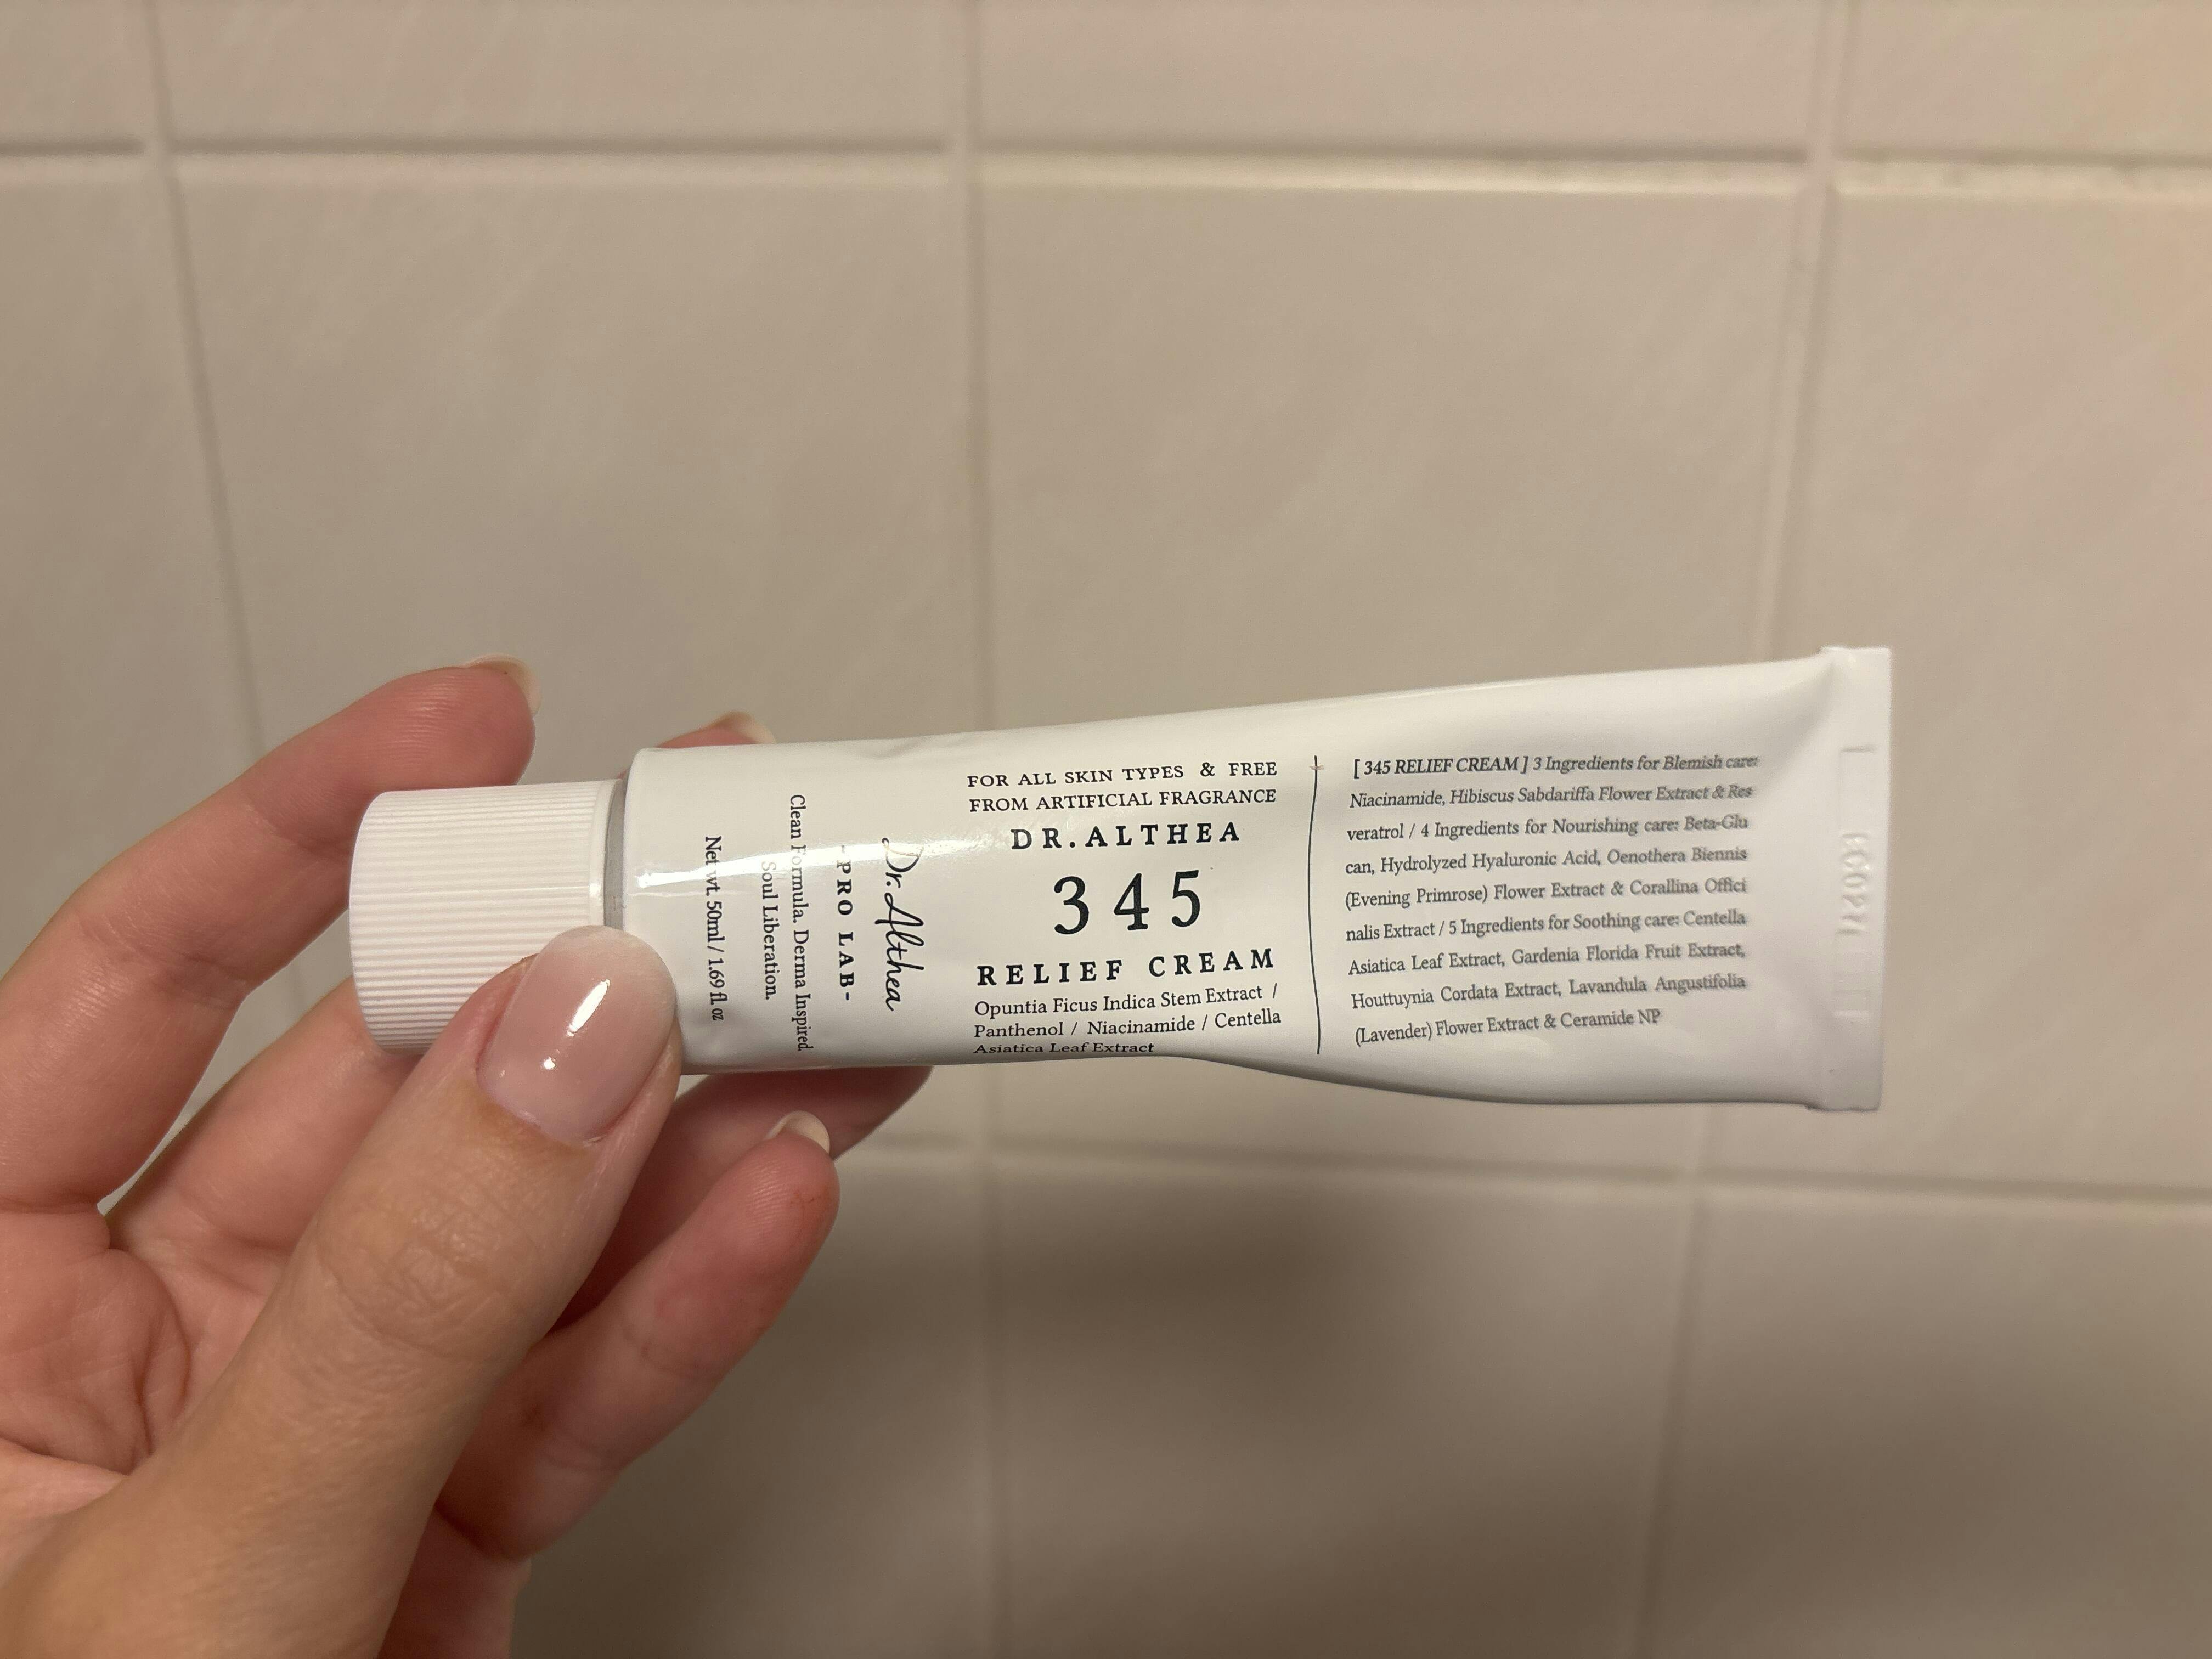 Dr. Althea
-PRO LAB-
Clean Formula. Derma Inspired.
Soul Liberation.
Net wt. 50ml / 1.69 fl. oz
FOR ALL SKIN TYPES & FREE
FROM ARTIFICIAL FRAGRANCE
DR.ALTHEA
345
RELIEF CREAM
Opuntia Ficus Indica Stem Extract /
Panthenol / Niacinamide / Centella
Asiatica Leaf Extract
[ 345 RELIEF CREAM ] 3 Ingredients for Blemish care:
Niacinamide, Hibiscus Sabdariffa Flower Extract & Res
veratrol / 4 Ingredients for Nourishing care: Beta-Glu
can, Hydrolyzed Hyaluronic Acid, Oenothera Biennis
(Evening Primrose) Flower Extract & Corallina Offici
nalis Extract / 5 Ingredients for Soothing care: Centella
Asiatica Leaf Extract, Gardenia Florida Fruit Extract,
Houttuynia Cordata Extract, Lavandula Angustifolia
(Lavender) Flower Extract & Ceramide NP